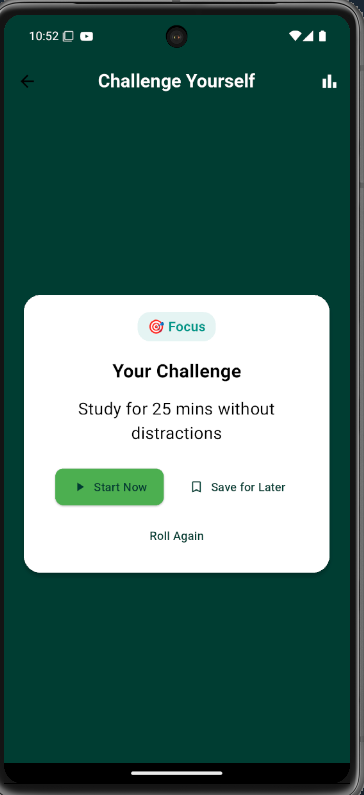 10:52
Challenge Yourself
Focus
Your Challenge
Study for 25 mins without
distractions
Start Now
Save for Later
Roll Again